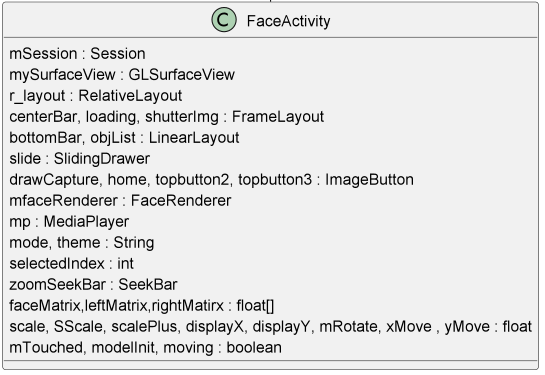 C FaceActivity
mSession : Session
mySurfaceView : GLSurfaceView
r_layout : RelativeLayout
centerBar, loading, shutterImg : FrameLayout
bottomBar, objList : LinearLayout
slide : SlidingDrawer
drawCapture, home, topbutton2, topbutton3 : ImageButton
mfaceRenderer : FaceRenderer
mp : MediaPlayer
mode, theme : String
selectedIndex : int
zoomSeekBar : SeekBar
faceMatrix,leftMatrix,rightMatirx : float[]
scale, SScale, scalePlus, displayX, displayY, mRotate, xMove , yMove : float
mTouched, modelInit, moving : boolean